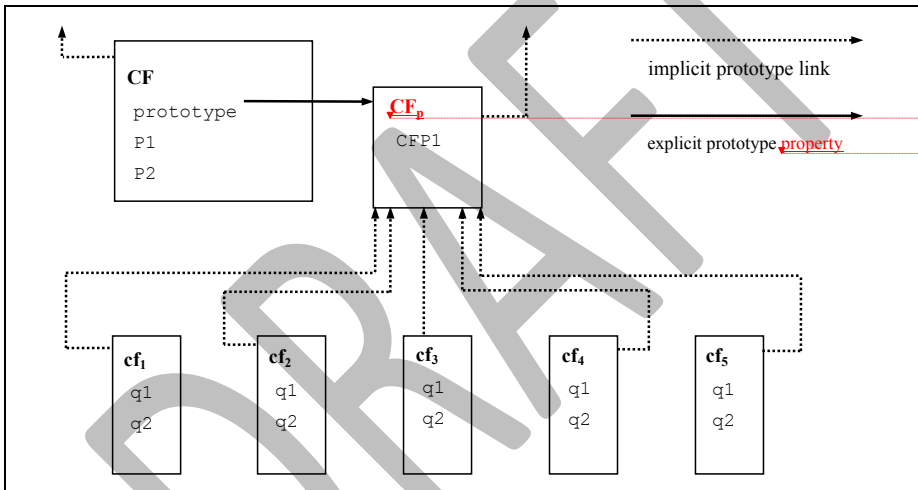 CF
prototype
P1
P2
CFp
CFP1
implicit prototype link
explicit prototype property
cf1
q1
q2
cf2
q1
q2
cf3
q1
q2
cf4
q1
q2
cf5
q1
q2
DRAFT